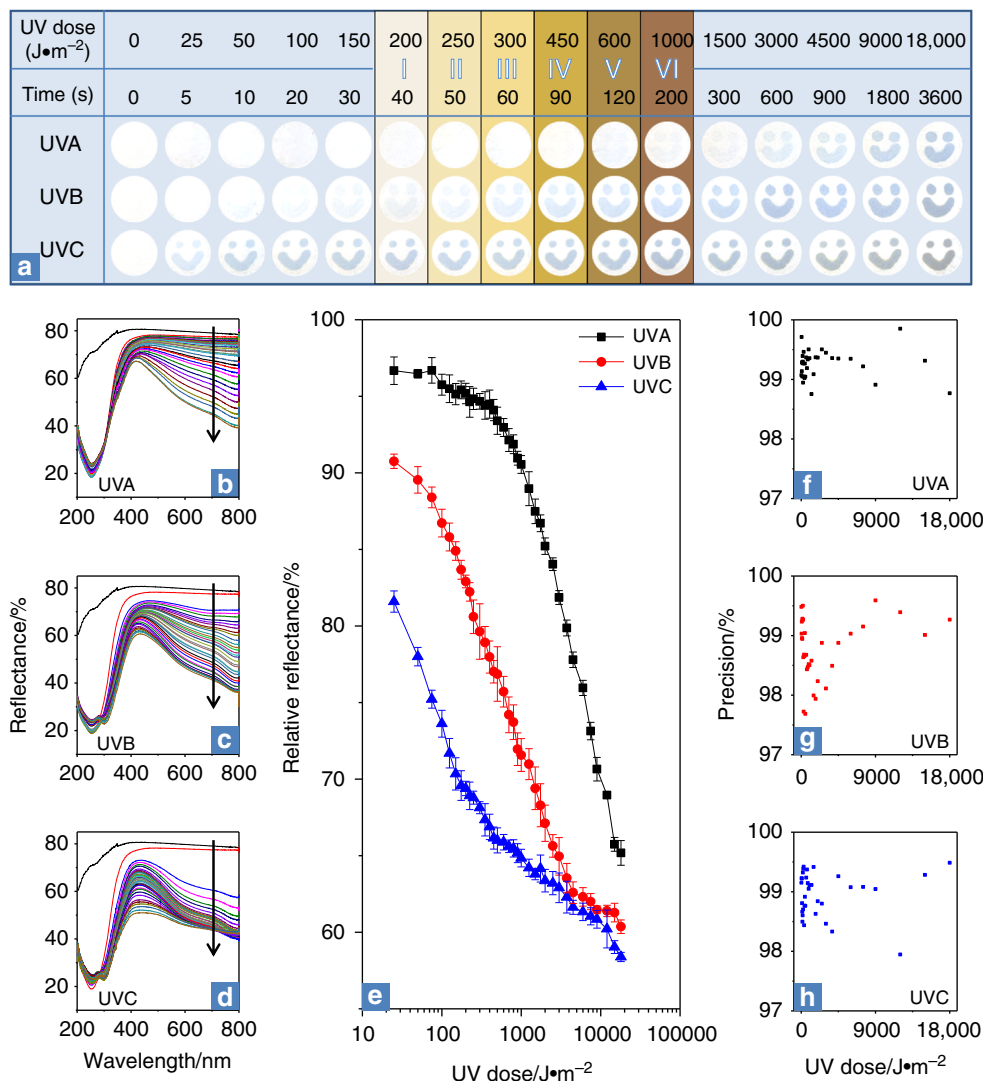 UV dose (J•m⁻²) 0 25 50 100 150 200 250 300 450 600 1000 1500 3000 4500 9000 18,000
I II III IV V VI
Time (s) 0 5 10 20 30 40 50 60 90 120 200 300 600 900 1800 3600
UVA
UVB
UVC
a
80
60
40
20
200 400 600 800
UVA
b
Reflectance/%
80
60
40
20
200 400 600 800
UVB
c
80
60
40
20
200 400 600 800
UVC
d
Wavelength/nm
Relative reflectance/%
100
90
80
70
60
UVA
UVB
UVC
e
10 100 1000 10000 100000
UV dose/J•m⁻²
Precision/%
100
99
98
97
f
UVA
0 9000 18,000
100
99
98
97
g
UVB
0 9000 18,000
100
99
98
97
h
UVC
0 9000 18,000
UV dose/J•m⁻²